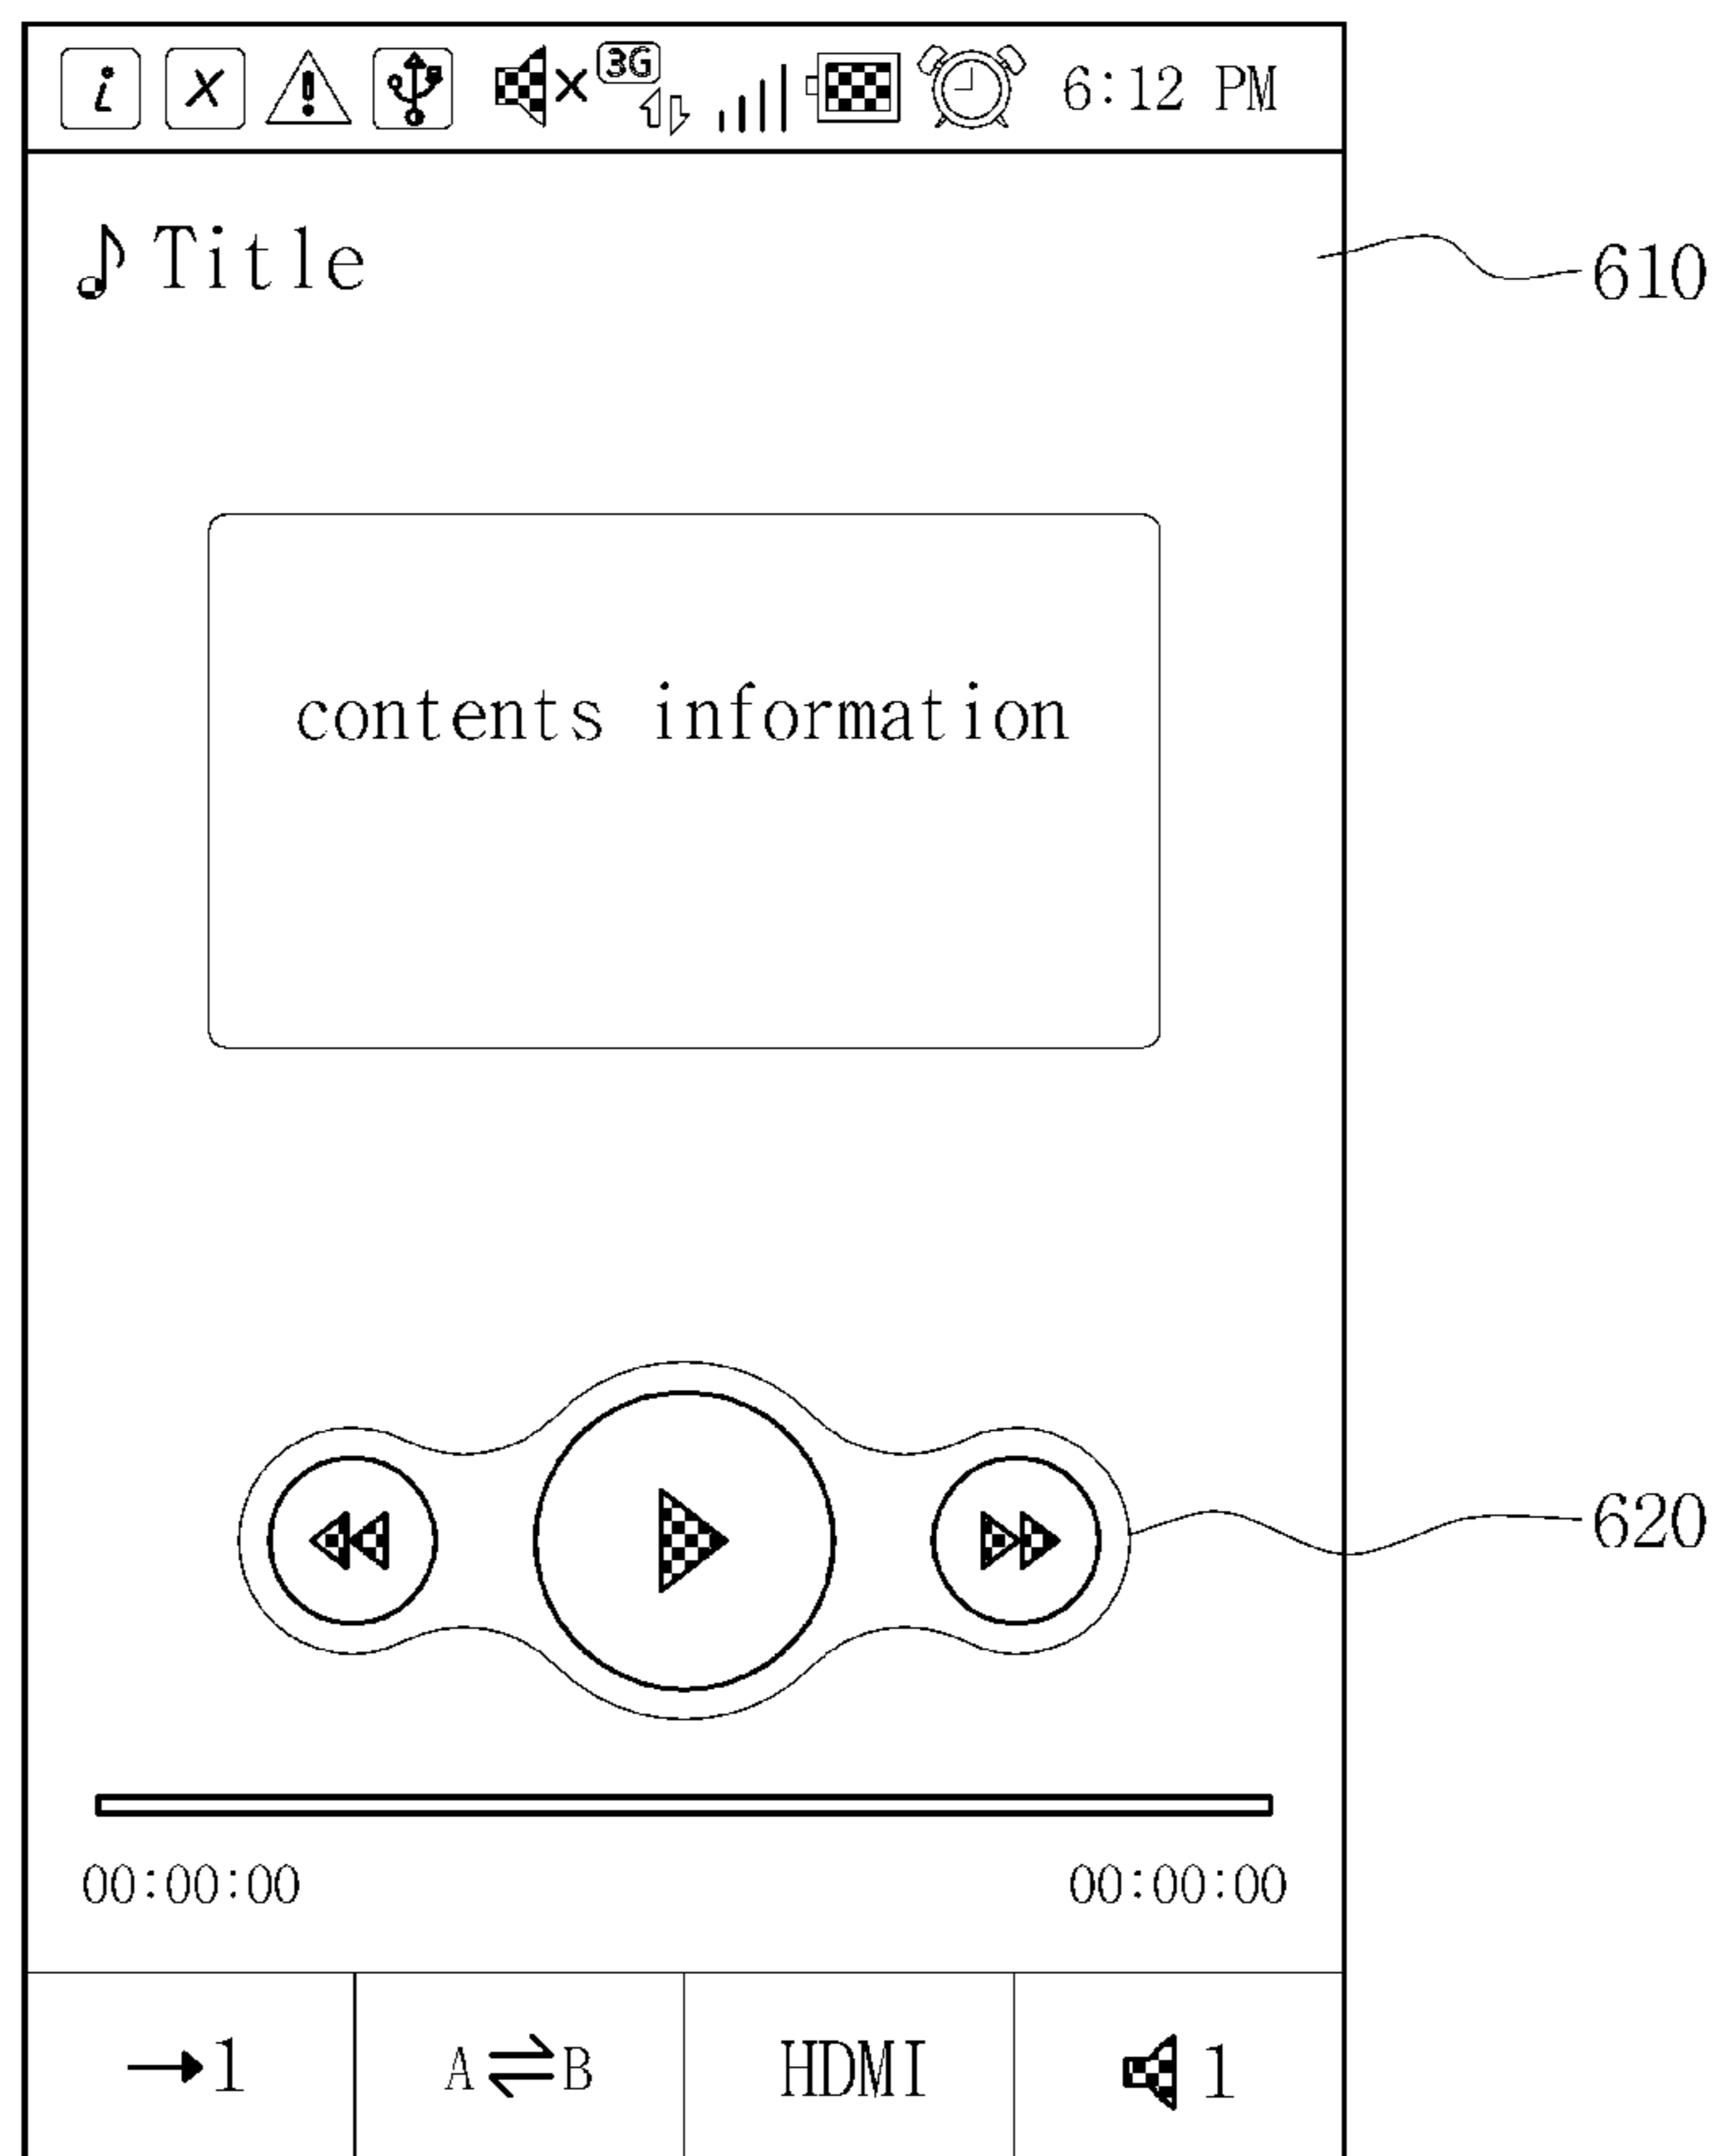 i X ! X 3G 6:12 PM
Title
610
contents information
620
00:00:00 00:00:00
1 A B HDMI 1